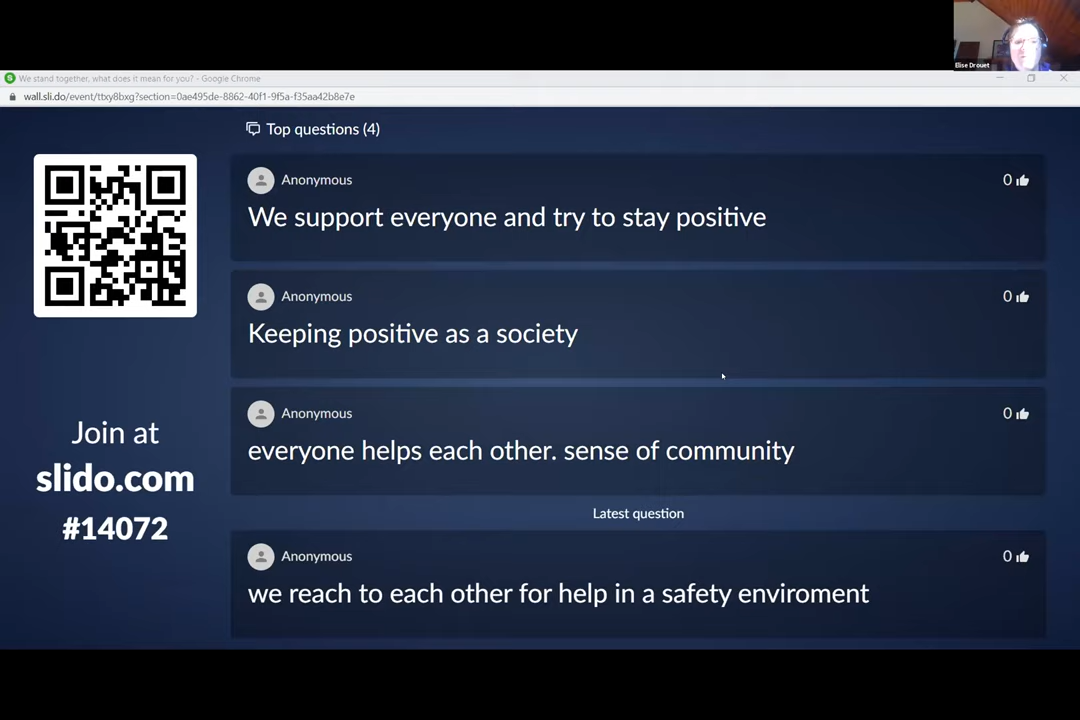 Elise Drouet
We stand together, what does it mean for you? - Google Chrome
wall.sli.do/event/ttxy8bxg?section=0ae495de-8862-40f1-9f5a-f35aa42b8e7e
Top questions (4)
Anonymous
0
We support everyone and try to stay positive
Anonymous
0
Keeping positive as a society
Anonymous
0
everyone helps each other. sense of community
Latest question
Anonymous
0
we reach to each other for help in a safety enviroment
Join at
slido.com
#14072